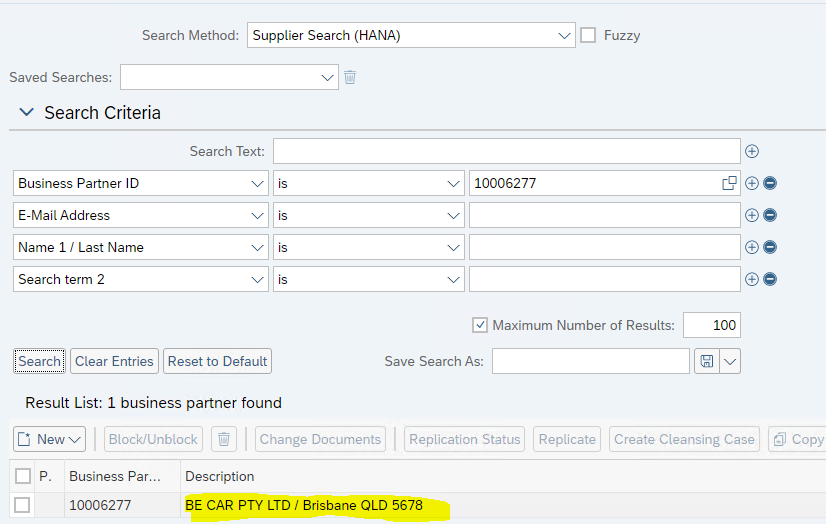 Search Method: Supplier Search (HANA) Fuzzy
Saved Searches:
Search Criteria
Search Text:
Business Partner ID is 10006277
E-Mail Address is
Name 1 / Last Name is
Search term 2 is
Maximum Number of Results: 100
Search Clear Entries Reset to Default Save Search As:
Result List: 1 business partner found
New Block/Unblock Change Documents Replication Status Replicate Create Cleansing Case Copy
P. Business Par... Description
10006277 BE CAR PTY LTD / Brisbane QLD 5678